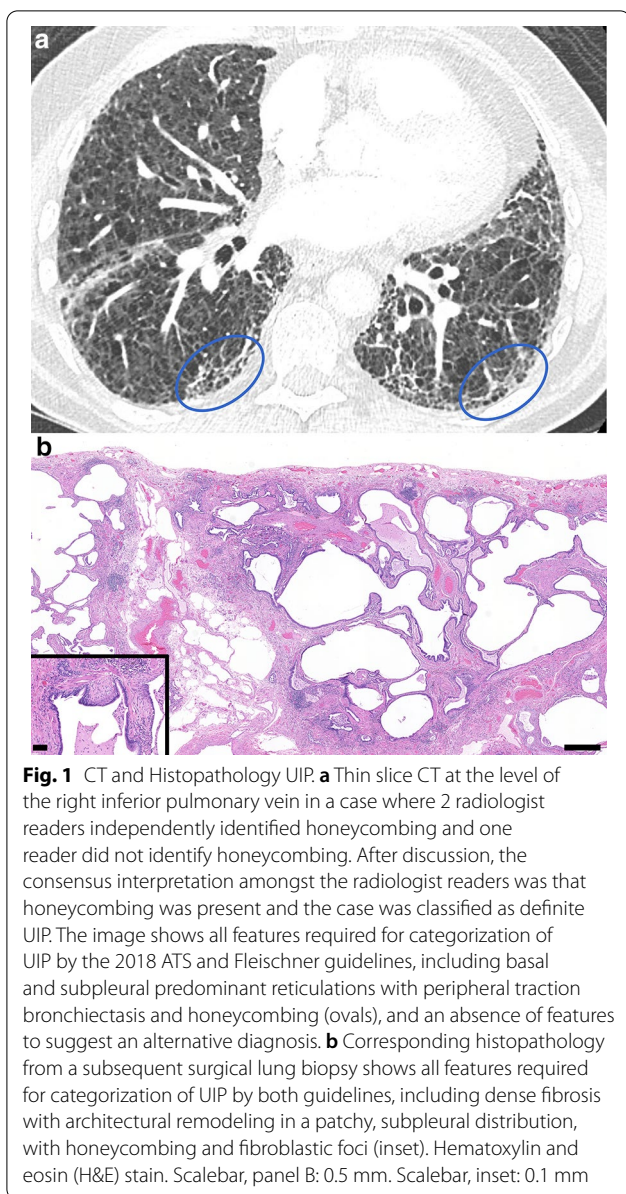 a
b
Fig. 1 CT and Histopathology UIP. a Thin slice CT at the level of
the right inferior pulmonary vein in a case where 2 radiologist
readers independently identified honeycombing and one
reader did not identify honeycombing. After discussion, the
consensus interpretation amongst the radiologist readers was that
honeycombing was present and the case was classified as definite
UIP. The image shows all features required for categorization of
UIP by the 2018 ATS and Fleischner guidelines, including basal
and subpleural predominant reticulations with peripheral traction
bronchiectasis and honeycombing (ovals), and an absence of features
to suggest an alternative diagnosis. b Corresponding histopathology
from a subsequent surgical lung biopsy shows all features required
for categorization of UIP by both guidelines, including dense fibrosis
with architectural remodeling in a patchy, subpleural distribution,
with honeycombing and fibroblastic foci (inset). Hematoxylin and
eosin (H&E) stain. Scalebar, panel B: 0.5 mm. Scalebar, inset: 0.1 mm